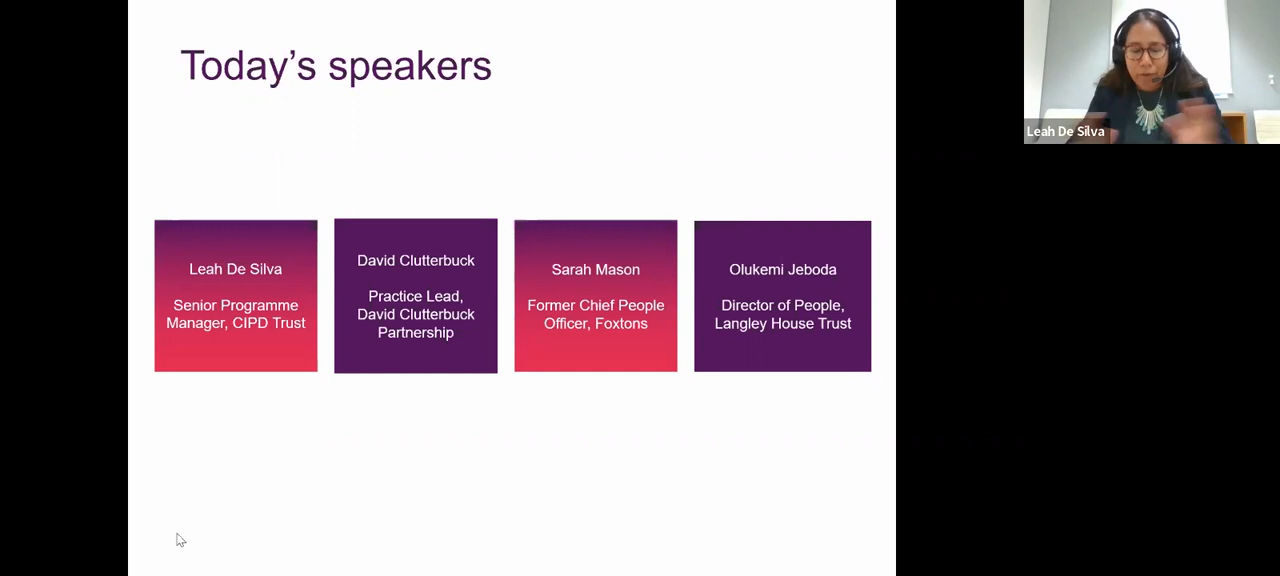 Today’s speakers
Leah De Silva
Senior Programme
Manager, CIPD Trust
David Clutterbuck
Practice Lead,
David Clutterbuck
Partnership
Sarah Mason
Former Chief People
Officer, Foxtons
Olukemi Jeboda
Director of People,
Langley House Trust
Leah De Silva